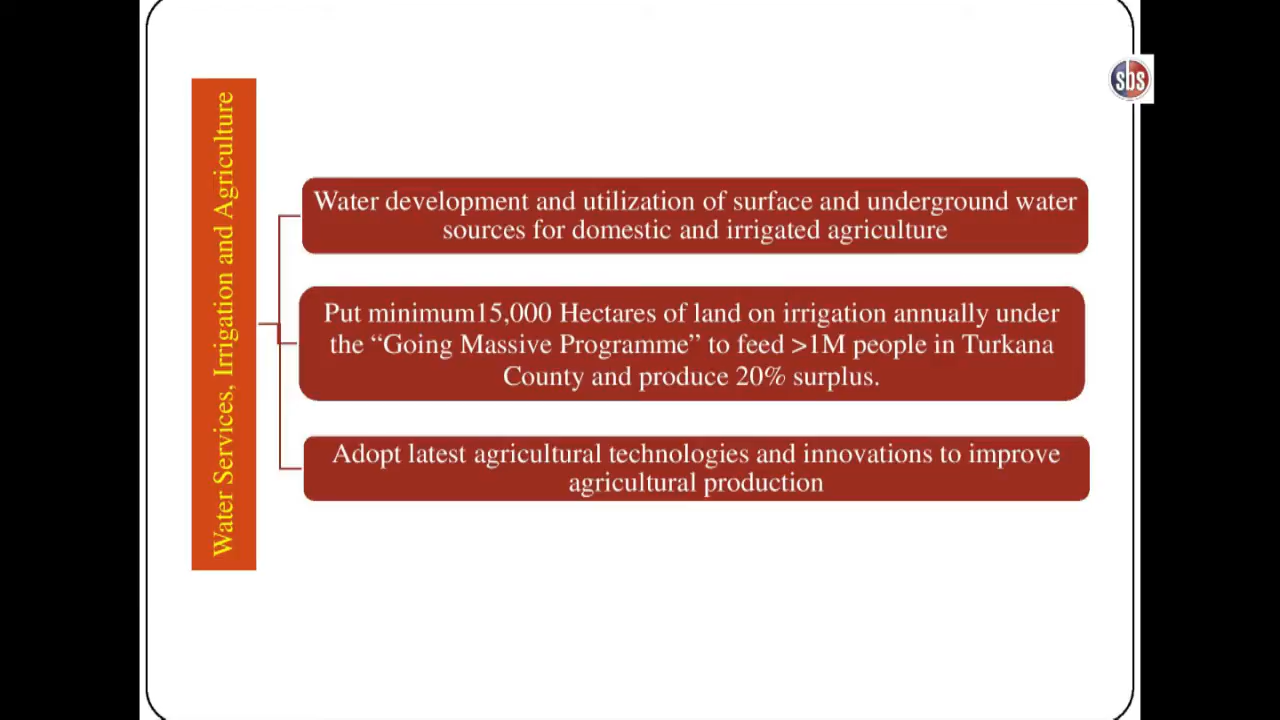 sbs
Water Services, Irrigation and Agriculture
Water development and utilization of surface and underground water
sources for domestic and irrigated agriculture
Put minimum15,000 Hectares of land on irrigation annually under
the “Going Massive Programme” to feed >1M people in Turkana
County and produce 20% surplus.
Adopt latest agricultural technologies and innovations to improve
agricultural production